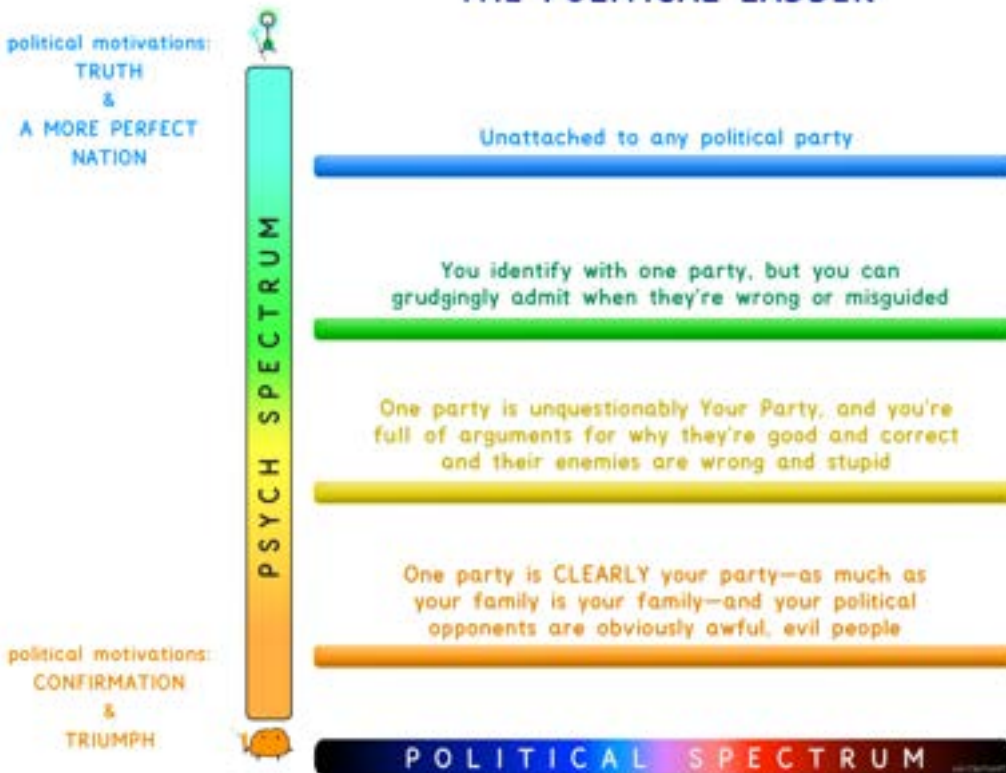 THE POLITICAL LADDER
political motivations:
TRUTH
&
A MORE PERFECT
NATION
Unattached to any political party
You identify with one party, but you can
grudgingly admit when they're wrong or misguided
One party is unquestionably Your Party, and you're
full of arguments for why they're good and correct
and their enemies are wrong and stupid
One party is CLEARLY your party—as much as
your family is your family—and your political
opponents are obviously awful, evil people
PSYCH SPECTRUM
political motivations:
CONFIRMATION
&
TRIUMPH
POLITICAL SPECTRUM